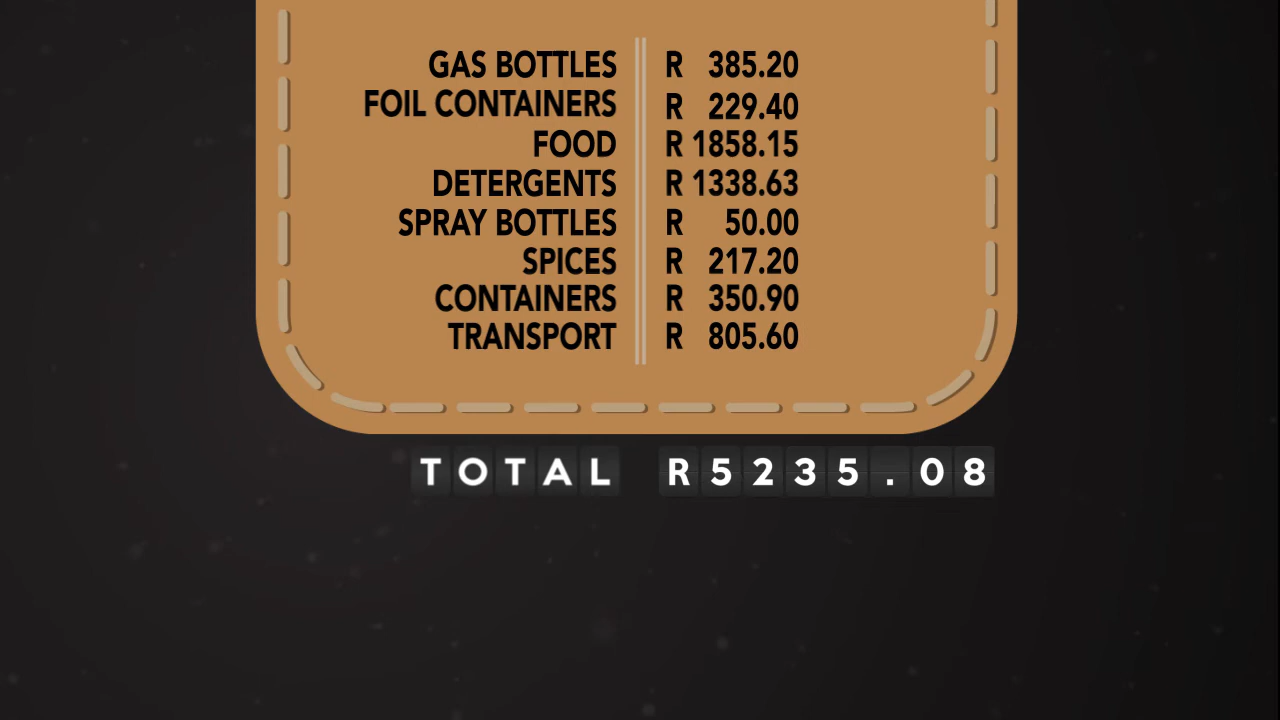 GAS BOTTLES R 385.20
FOIL CONTAINERS R 229.40
FOOD R 1858.15
DETERGENTS R 1338.63
SPRAY BOTTLES R 50.00
SPICES R 217.20
CONTAINERS R 350.90
TRANSPORT R 805.60
TOTAL R5235.08